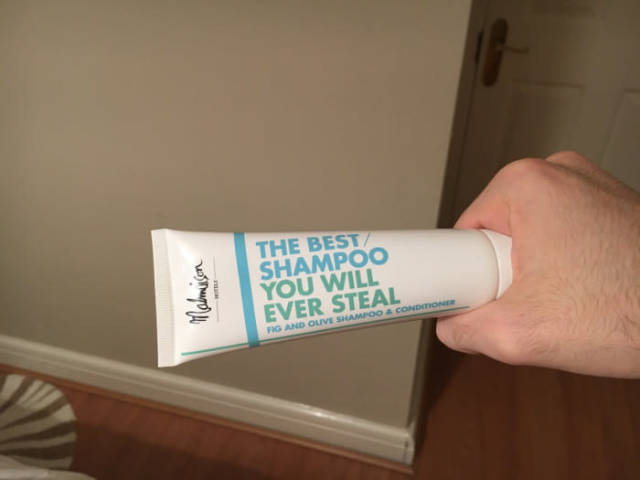 Malmaison
HOTELS
THE BEST/
SHAMPOO
YOU WILL
EVER STEAL
FIG AND OLIVE SHAMPOO & CONDITIONER